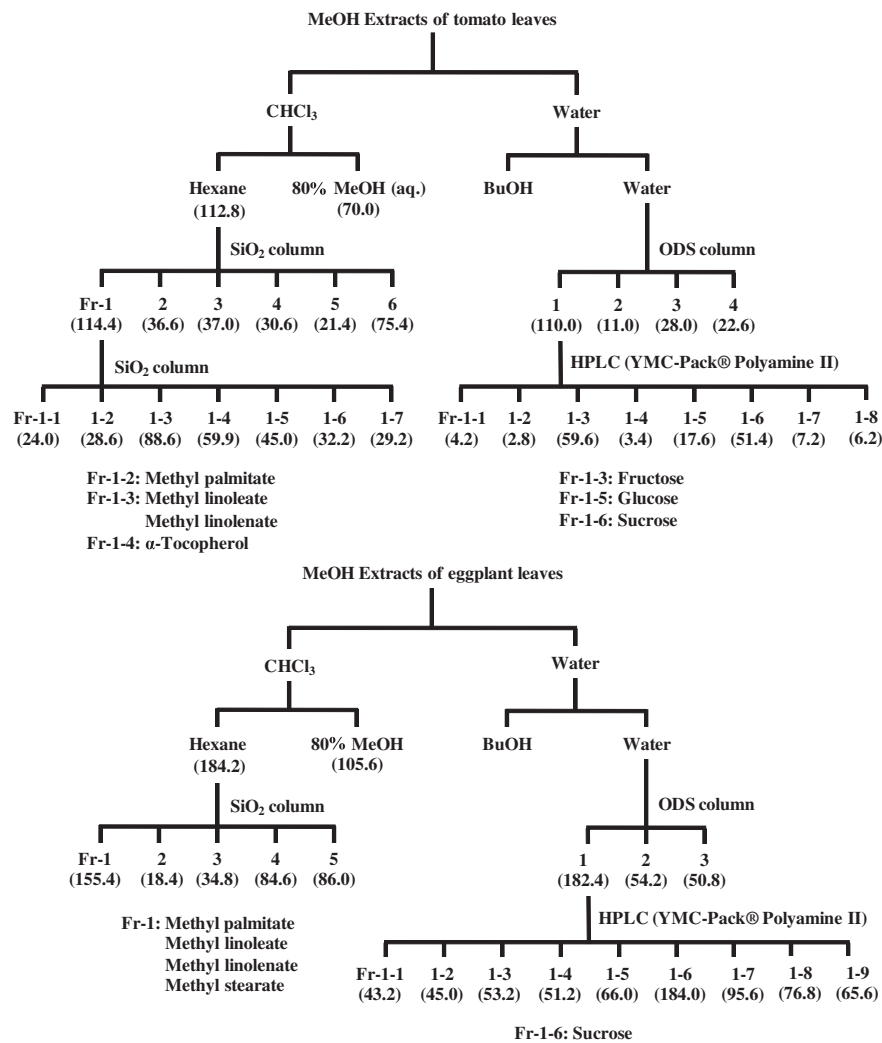 MeOH Extracts of tomato leaves
CHCl₃ Water
Hexane 80% MeOH (aq.) BuOH Water
(112.8) (70.0)
SiO₂ column ODS column
Fr-1 2 3 4 5 6 1 2 3 4
(114.4) (36.6) (37.0) (30.6) (21.4) (75.4) (110.0) (11.0) (28.0) (22.6)
SiO₂ column HPLC (YMC-Pack® Polyamine II)
Fr-1-1 1-2 1-3 1-4 1-5 1-6 1-7 Fr-1-1 1-2 1-3 1-4 1-5 1-6 1-7 1-8
(24.0) (28.6) (88.6) (59.9) (45.0) (32.2) (29.2) (4.2) (2.8) (59.6) (3.4) (17.6) (51.4) (7.2) (6.2)
Fr-1-2: Methyl palmitate Fr-1-3: Fructose
Fr-1-3: Methyl linoleate Fr-1-5: Glucose
Methyl linolenate Fr-1-6: Sucrose
Fr-1-4: α-Tocopherol
MeOH Extracts of eggplant leaves
CHCl₃ Water
Hexane 80% MeOH BuOH Water
(184.2) (105.6)
SiO₂ column ODS column
Fr-1 2 3 4 5 1 2 3
(155.4) (18.4) (34.8) (84.6) (86.0) (182.4) (54.2) (50.8)
HPLC (YMC-Pack® Polyamine II)
Fr-1: Methyl palmitate
Methyl linoleate
Methyl linolenate
Methyl stearate
Fr-1-1 1-2 1-3 1-4 1-5 1-6 1-7 1-8 1-9
(43.2) (45.0) (53.2) (51.2) (66.0) (184.0) (95.6) (76.8) (65.6)
Fr-1-6: Sucrose